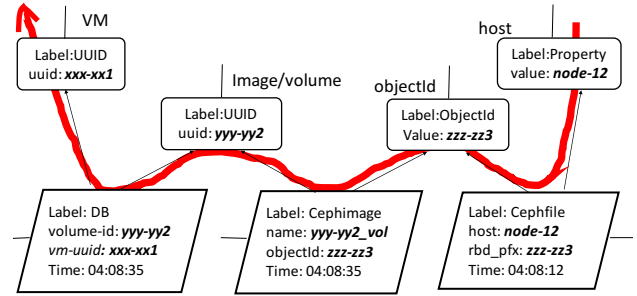 VM
Label:UUID
uuid: xxx-xx1
Image/volume
Label:UUID
uuid: yyy-yy2
objectId
Label:ObjectId
Value: zzz-zz3
host
Label:Property
value: node-12
Label: DB
volume-id: yyy-yy2
vm-uuid: xxx-xx1
Time: 04:08:35
Label: Cephimage
name: yyy-yy2_vol
objectId: zzz-zz3
Time: 04:08:35
Label: Cephfile
host: node-12
rbd_pfx: zzz-zz3
Time: 04:08:12